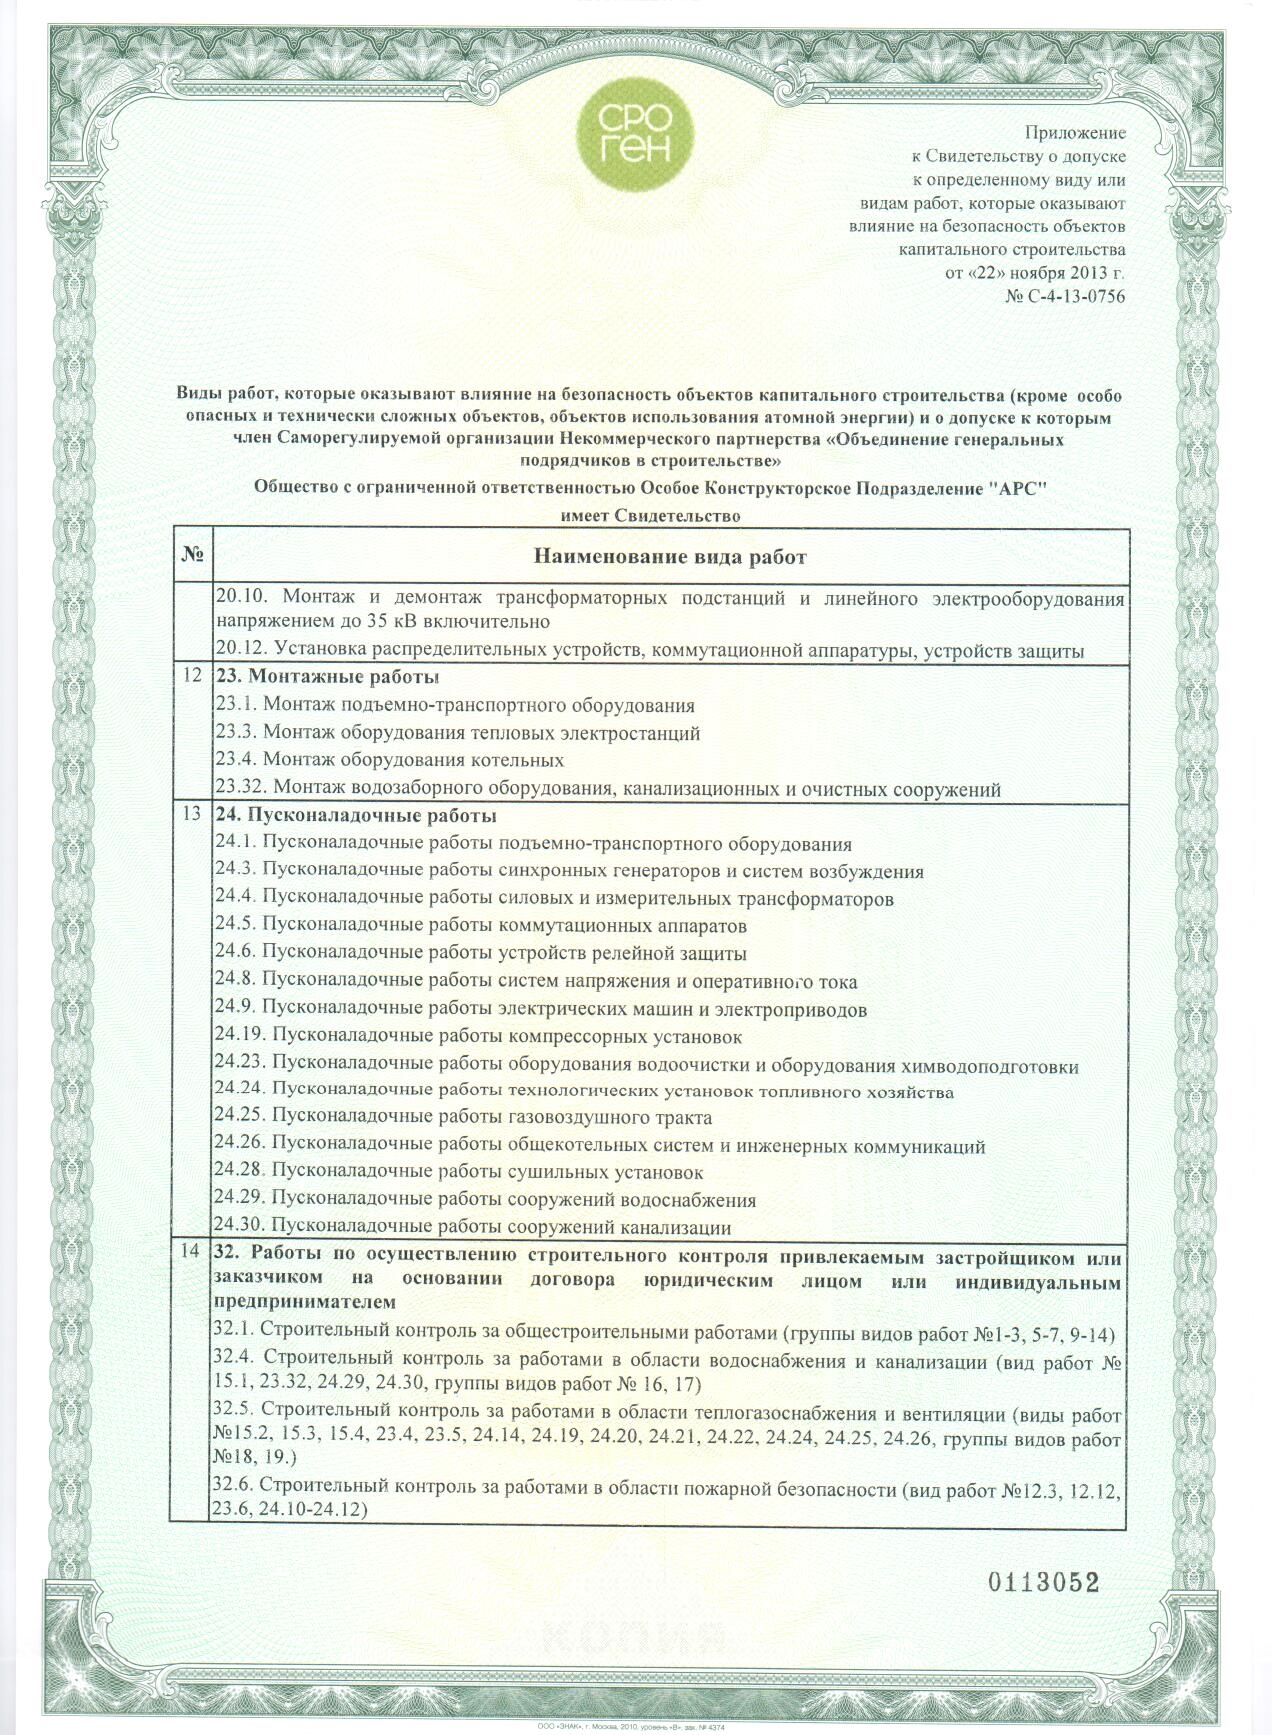 СРО
ГЕН
Приложение
к Свидетельству о допуске
к определенному виду или
видам работ, которые оказывают
влияние на безопасность объектов
капитального строительства
от «22» ноября 2013 г.
№ С-4-13-0756
Виды работ, которые оказывают влияние на безопасность объектов капитального строительства (кроме особо
опасных и технически сложных объектов, объектов использования атомной энергии) и о допуске к которым
член Саморегулируемой организации Некоммерческого партнерства «Объединение генеральных
подрядчиков в строительстве»
Общество с ограниченной ответственностью Особое Конструкторское Подразделение "АРС"
имеет Свидетельство
№ Наименование вида работ
20.10. Монтаж и демонтаж трансформаторных подстанций и линейного электрооборудования
напряжением до 35 кВ включительно
20.12. Установка распределительных устройств, коммутационной аппаратуры, устройств защиты
12 23. Монтажные работы
23.1. Монтаж подъемно-транспортного оборудования
23.3. Монтаж оборудования тепловых электростанций
23.4. Монтаж оборудования котельных
23.32. Монтаж водозаборного оборудования, канализационных и очистных сооружений
13 24. Пусконаладочные работы
24.1. Пусконаладочные работы подъемно-транспортного оборудования
24.3. Пусконаладочные работы синхронных генераторов и систем возбуждения
24.4. Пусконаладочные работы силовых и измерительных трансформаторов
24.5. Пусконаладочные работы коммутационных аппаратов
24.6. Пусконаладочные работы устройств релейной защиты
24.8. Пусконаладочные работы систем напряжения и оперативного тока
24.9. Пусконаладочные работы электрических машин и электроприводов
24.19. Пусконаладочные работы компрессорных установок
24.23. Пусконаладочные работы оборудования водоочистки и оборудования химводоподготовки
24.24. Пусконаладочные работы технологических установок топливного хозяйства
24.25. Пусконаладочные работы газовоздушного тракта
24.26. Пусконаладочные работы общекотельных систем и инженерных коммуникаций
24.28. Пусконаладочные работы сушильных установок
24.29. Пусконаладочные работы сооружений водоснабжения
24.30. Пусконаладочные работы сооружений канализации
14 32. Работы по осуществлению строительного контроля привлекаемым застройщиком или
заказчиком на основании договора юридическим лицом или индивидуальным
предпринимателем
32.1. Строительный контроль за общестроительными работами (группы видов работ №1-3, 5-7, 9-14)
32.4. Строительный контроль за работами в области водоснабжения и канализации (вид работ №
15.1, 23.32, 24.29, 24.30, группы видов работ № 16, 17)
32.5. Строительный контроль за работами в области теплогазоснабжения и вентиляции (виды работ
№15.2, 15.3, 15.4, 23.4, 23.5, 24.14, 24.19, 24.20, 24.21, 24.22, 24.24, 24.25, 24.26, группы видов работ
№18, 19.)
32.6. Строительный контроль за работами в области пожарной безопасности (вид работ №12.3, 12.12,
23.6, 24.10-24.12)
0113052
КОПИЯ
ООО «ЗНАК», г. Москва, 2010, уровень «В», зак. № 4374